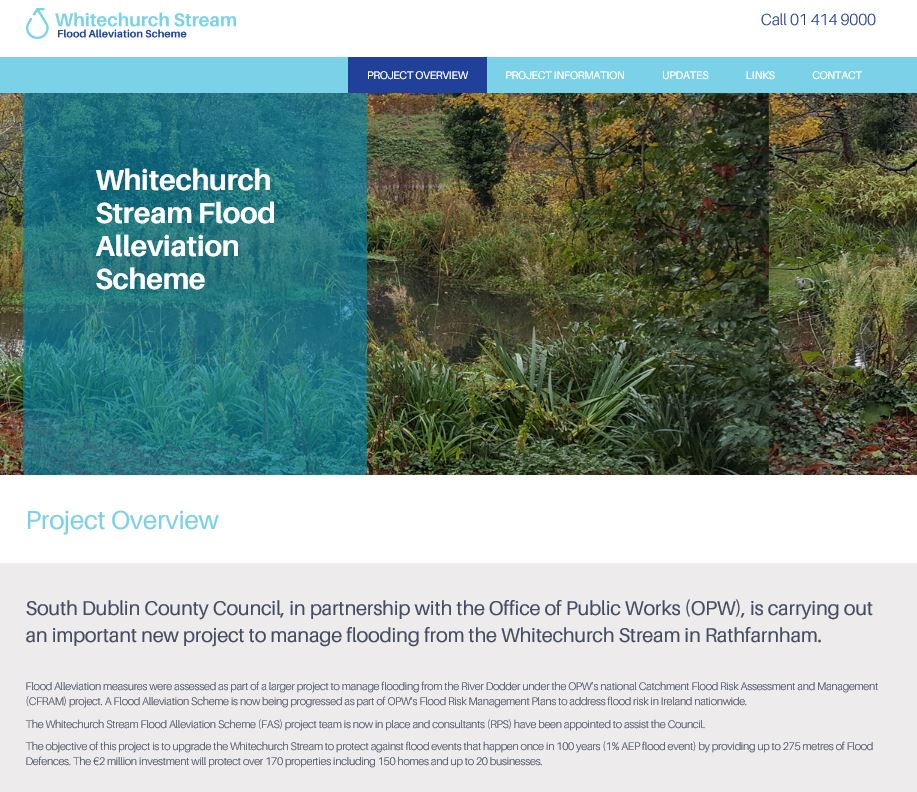 Whitechurch Stream
Flood Alleviation Scheme
Call 01 414 9000
PROJECT OVERVIEW
PROJECT INFORMATION
UPDATES
LINKS
CONTACT
Whitechurch
Stream Flood
Alleviation
Scheme
Project Overview
South Dublin County Council, in partnership with the Office of Public Works (OPW), is carrying out
an important new project to manage flooding from the Whitechurch Stream in Rathfarnham.
Flood Alleviation measures were assessed as part of a larger project to manage flooding from the River Dodder under the OPW's national Catchment Flood Risk Assessment and Management
(CFRAM) project. A Flood Alleviation Scheme is now being progressed as part of OPW's Flood Risk Management Plans to address flood risk in Ireland nationwide.
The Whitechurch Stream Flood Alleviation Scheme (FAS) project team is now in place and consultants (RPS) have been appointed to assist the Council.
The objective of this project is to upgrade the Whitechurch Stream to protect against flood events that happen once in 100 years (1% AEP flood event) by providing up to 275 metres of Flood
Defences. The €2 million investment will protect over 170 properties including 150 homes and up to 20 businesses.